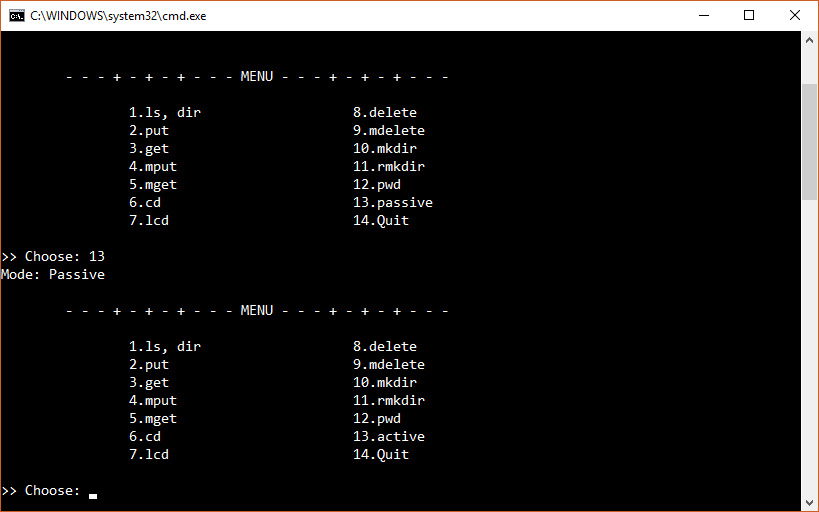 C:\WINDOWS\system32\cmd.exe
- - - + - + - + - - - MENU - - - + - + - + - - -
1.ls, dir 8.delete
2.put 9.mdelete
3.get 10.mkdir
4.mput 11.rmkdir
5.mget 12.pwd
6.cd 13.passive
7.lcd 14.Quit
>> Choose: 13
Mode: Passive
- - - + - + - + - - - MENU - - - + - + - + - - -
1.ls, dir 8.delete
2.put 9.mdelete
3.get 10.mkdir
4.mput 11.rmkdir
5.mget 12.pwd
6.cd 13.active
7.lcd 14.Quit
>> Choose: